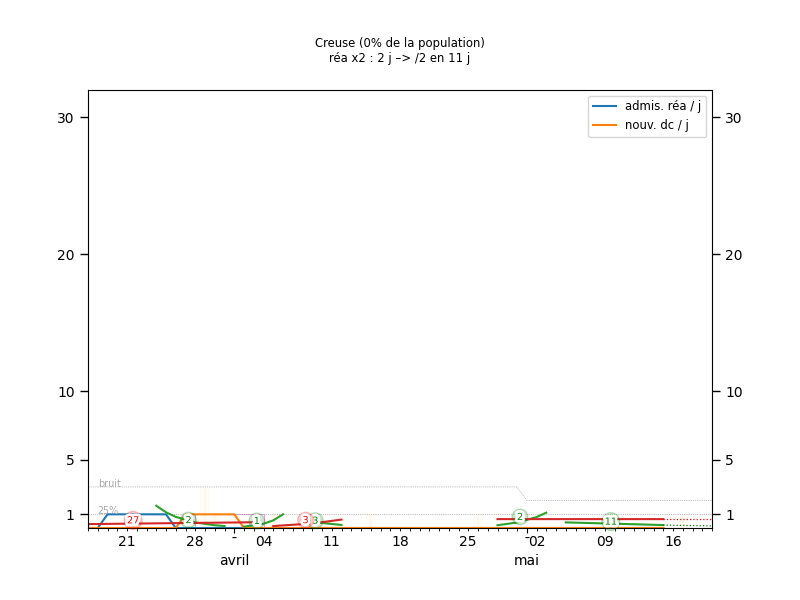 Creuse (0% de la population)
réa x2 : 2 j –> /2 en 11 j
admis. réa / j
nouv. dc / j
30 30
20 20
10 10
5 5
bruit
25%
1 1
27 2 1 3 3 2 11
21 28 - 04 11 18 25 - 02 09 16
avril mai